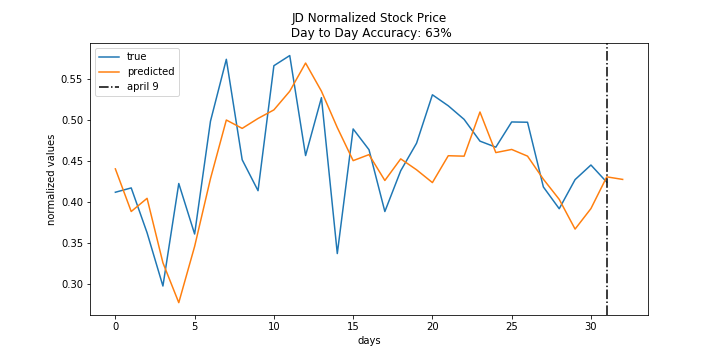 JD Normalized Stock Price
Day to Day Accuracy: 63%
true
predicted
april 9
normalized values
0.55
0.50
0.45
0.40
0.35
0.30
0 5 10 15 20 25 30
days